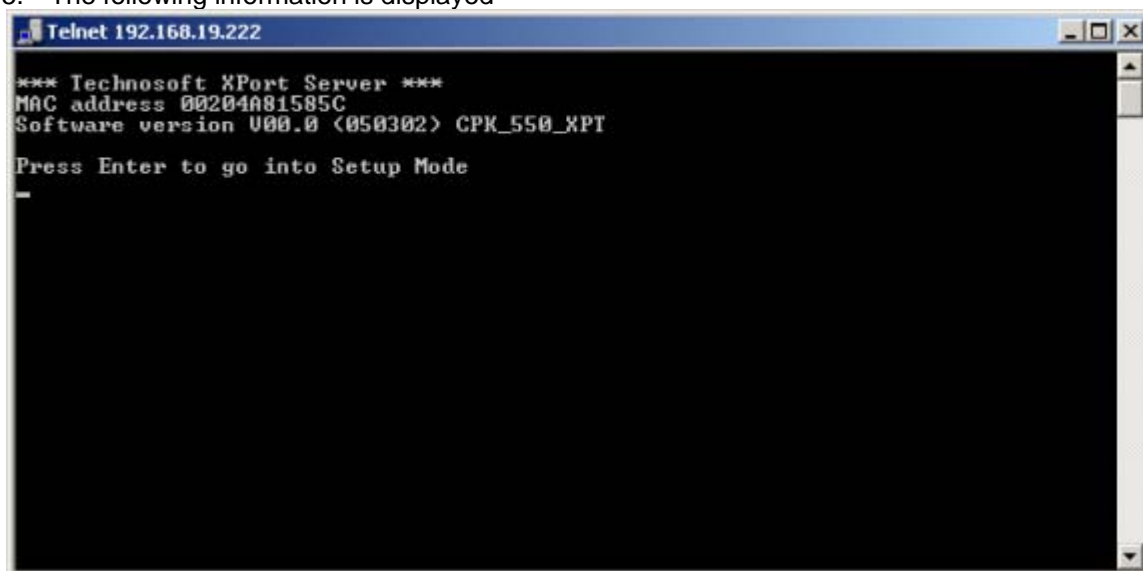 The following information is displayed
Telnet 192.168.19.222
*** Technosoft XPort Server ***
MAC address 00204A81585C
Software version V00.0 (050302) CPK_550_XPT
Press Enter to go into Setup Mode